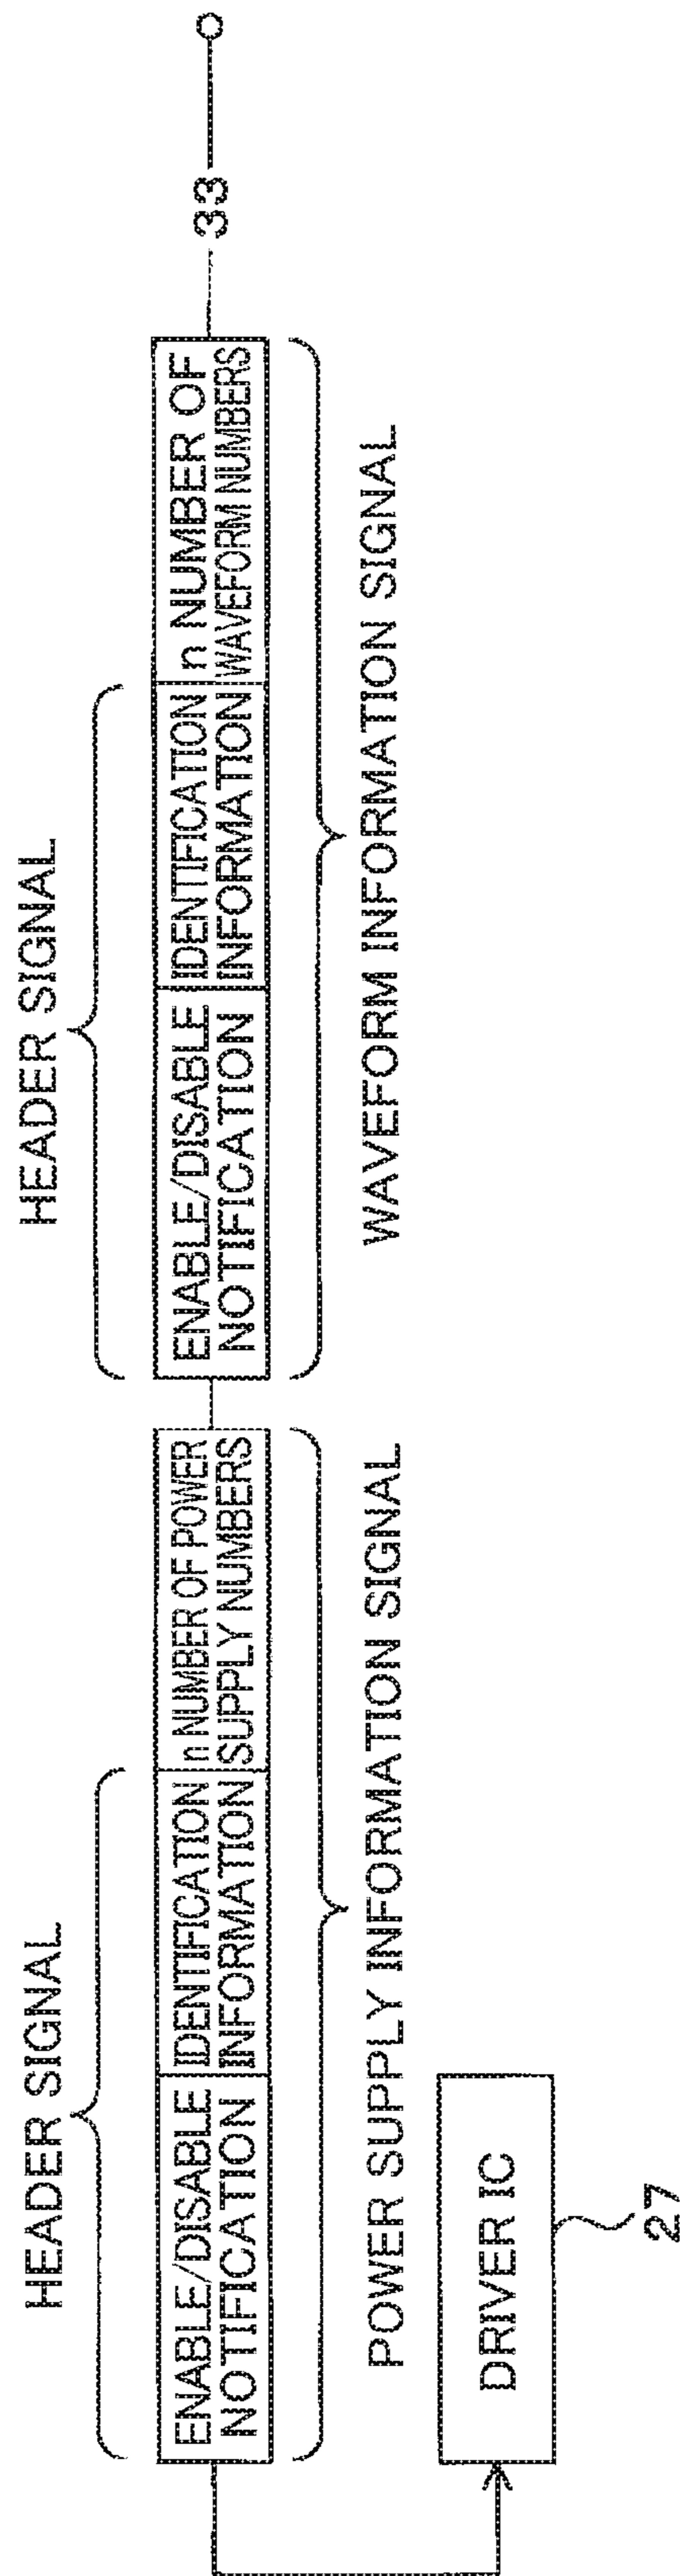 HEADER SIGNAL
HEADER SIGNAL
ENABLE/DISABLE
NOTIFICATION
IDENTIFICATION
INFORMATION
n NUMBER OF POWER
SUPPLY NUMBERS
ENABLE/DISABLE
NOTIFICATION
IDENTIFICATION
INFORMATION
n NUMBER OF
WAVEFORM NUMBERS
33
POWER SUPPLY INFORMATION SIGNAL
WAVEFORM INFORMATION SIGNAL
DRIVER IC
27